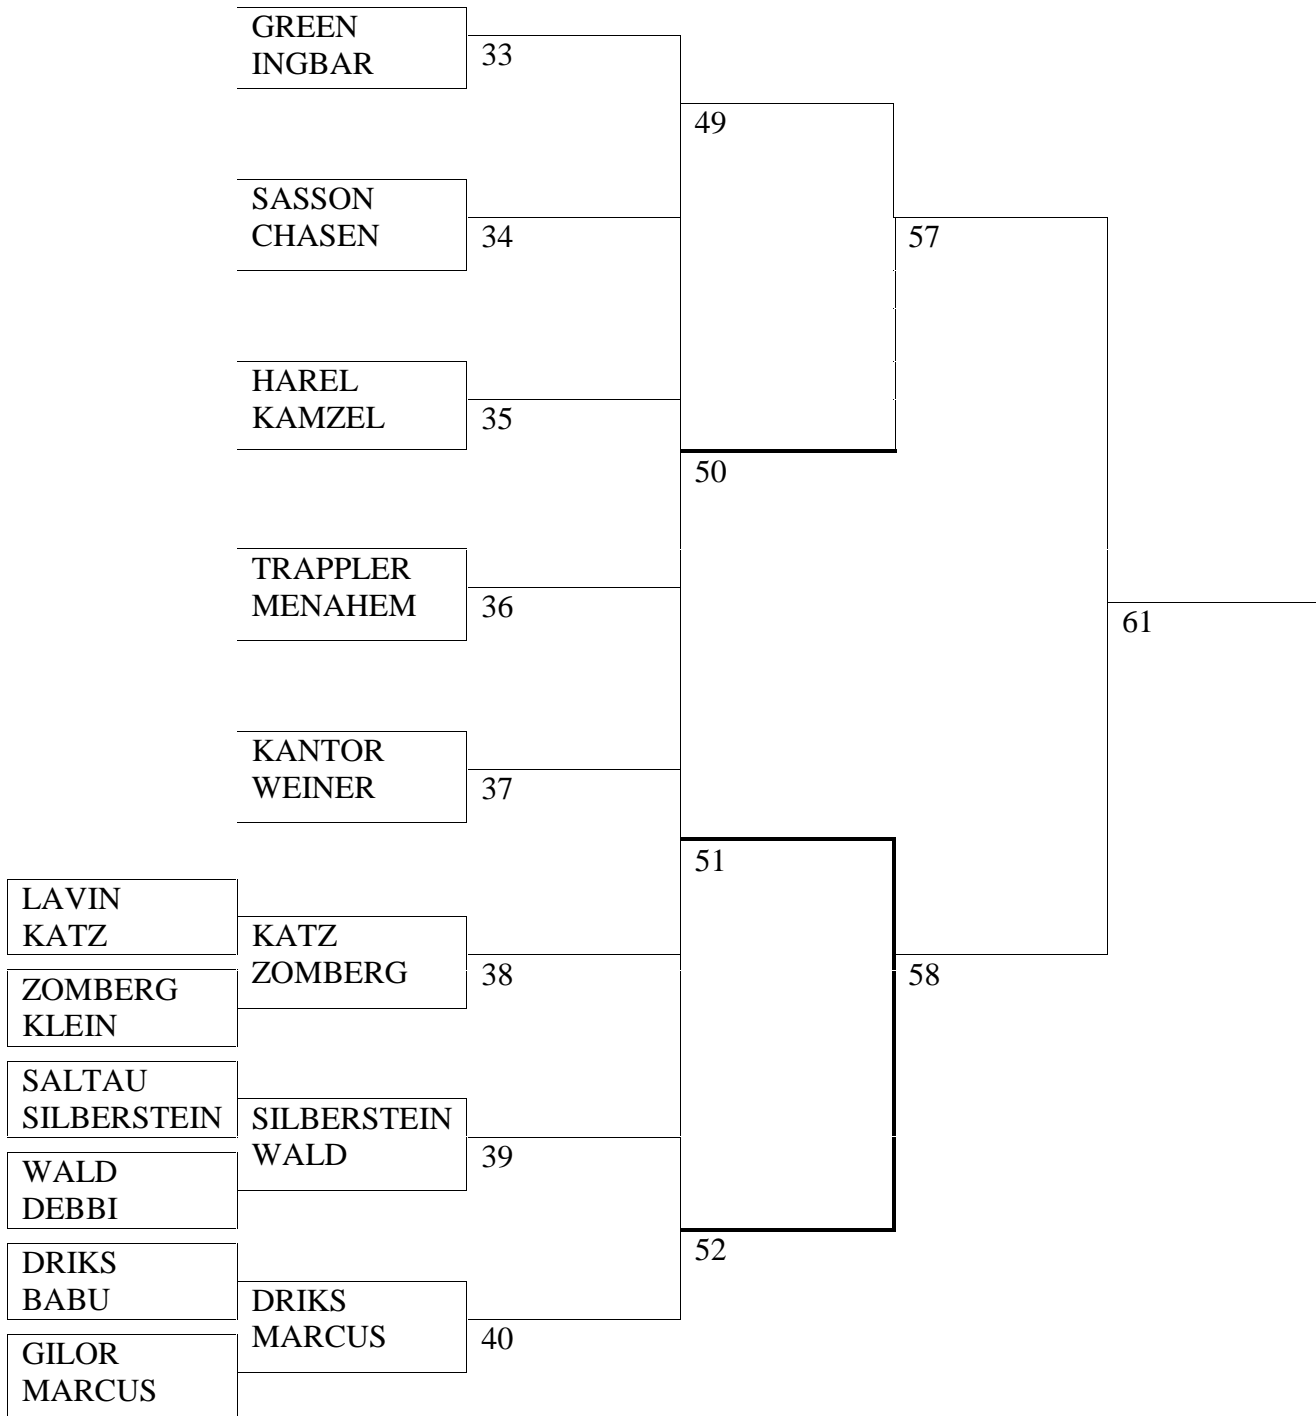 GREEN
INGBAR
33
49
SASSON
CHASEN
34
57
HAREL
KAMZEL
35
50
TRAPPLER
MENAHEM
36
61
KANTOR
WEINER
37
51
LAVIN
KATZ
KATZ
ZOMBERG
38
58
ZOMBERG
KLEIN
SALTAU
SILBERSTEIN
SILBERSTEIN
WALD
39
WALD
DEBBI
52
DRIKS
BABU
DRIKS
MARCUS
40
GILOR
MARCUS